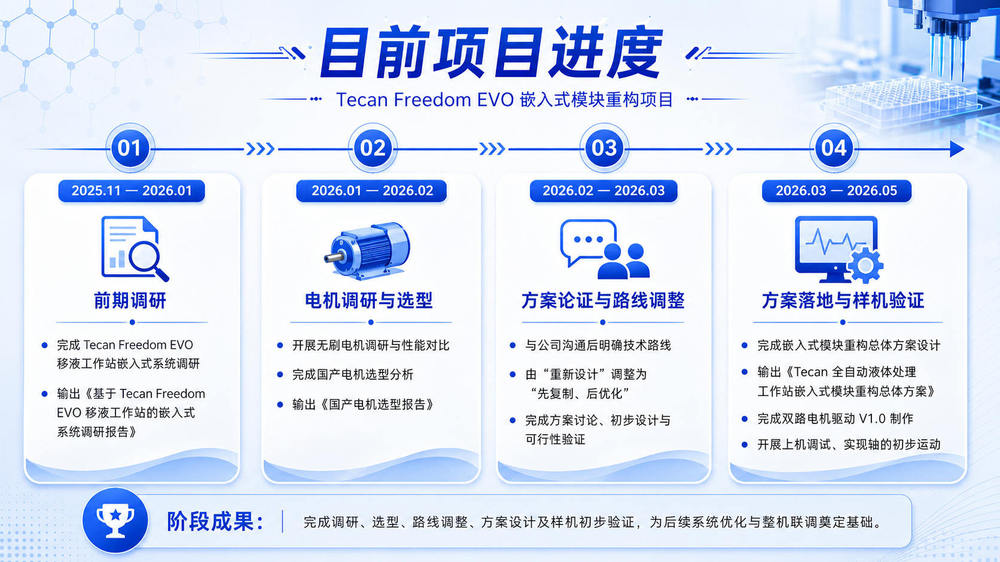 目前项目进度
Tecan Freedom EVO 嵌入式模块重构项目
01
02
03
04
2025.11 — 2026.01
前期调研
完成 Tecan Freedom EVO
移液工作站嵌入式系统调研
输出《基于 Tecan Freedom
EVO 移液工作站的嵌入式
系统调研报告》
2026.01 — 2026.02
电机调研与选型
开展无刷电机调研与性能对比
完成国产电机选型分析
输出《国产电机选型报告》
2026.02 — 2026.03
方案论证与路线调整
与公司沟通后明确技术路线
由“重新设计”调整为
“先复制、后优化”
完成方案讨论、初步设计与
可行性验证
2026.03 — 2026.05
方案落地与样机验证
完成嵌入式模块重构总体方案设计
输出《Tecan 全自动液体处理
工作站嵌入式模块重构总体方案》
完成双路电机驱动 V1.0 制作
开展上机调试、实现轴的初步运动
阶段成果：
完成调研、选型、路线调整、方案设计及样机初步验证，为后续系统优化与整机联调奠定基础。